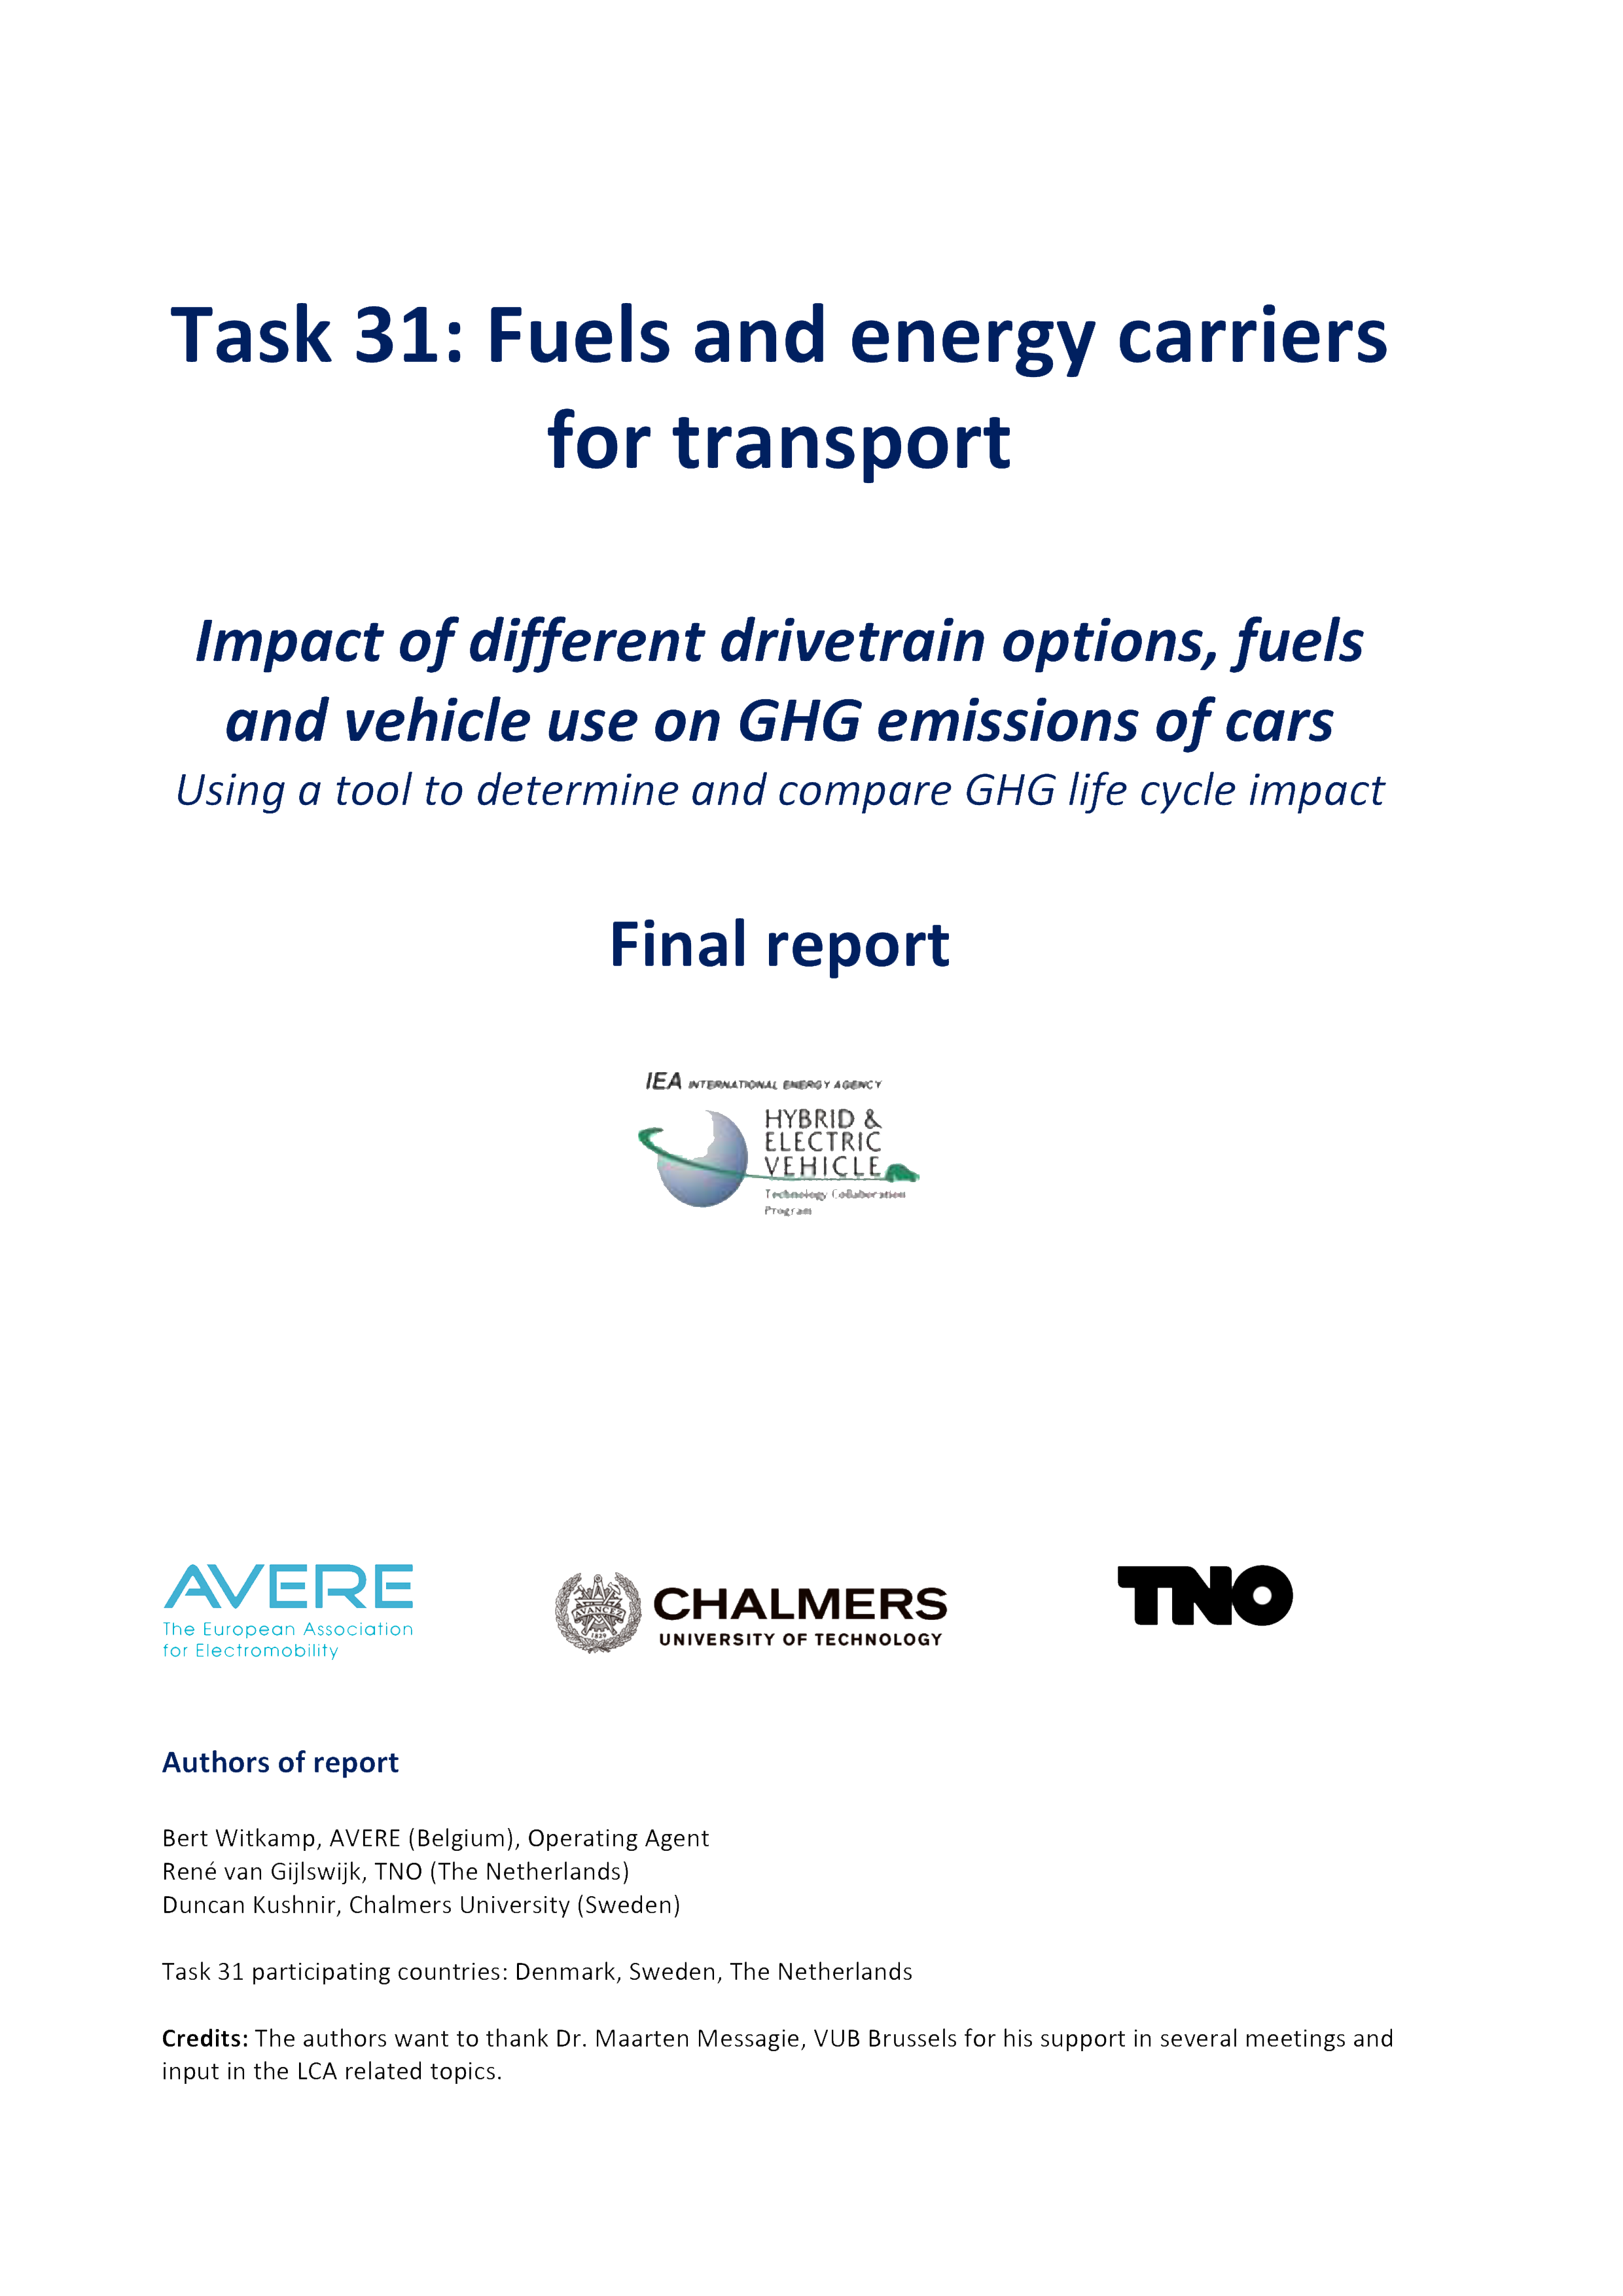 Task 31: Fuels and energy carriers
for transport
Impact of different drivetrain options, fuels
and vehicle use on GHG emissions of cars
Using a tool to determine and compare GHG life cycle impact
Final report
IEA INTERNATIONAL ENERGY AGENCY
HYBRID &
ELECTRIC
VEHICLE
Technology Collaboration
Program
AVERE
The European Association
for Electromobility
AVANCEZ
1829
CHALMERS
UNIVERSITY OF TECHNOLOGY
TNO
Authors of report
Bert Witkamp, AVERE (Belgium), Operating Agent
René van Gijlswijk, TNO (The Netherlands)
Duncan Kushnir, Chalmers University (Sweden)
Task 31 participating countries: Denmark, Sweden, The Netherlands
Credits: The authors want to thank Dr. Maarten Messagie, VUB Brussels for his support in several meetings and
input in the LCA related topics.